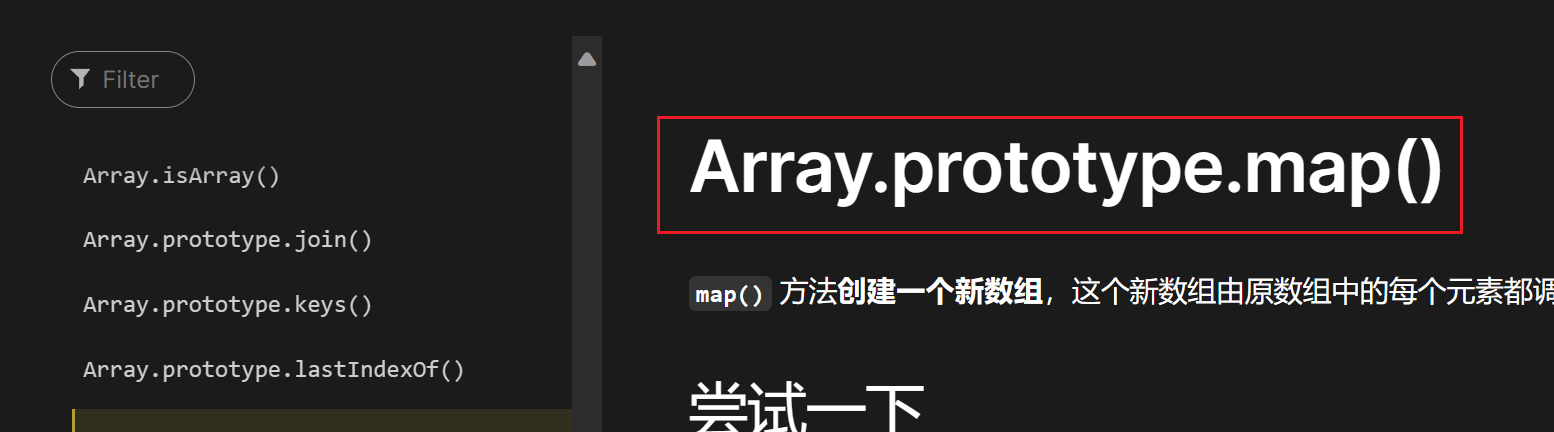 Filter
Array.isArray()
Array.prototype.join()
Array.prototype.keys()
Array.prototype.lastIndexOf()
Array.prototype.map()
map() 方法创建一个新数组，这个新数组由原数组中的每个元素都调
尝试一下